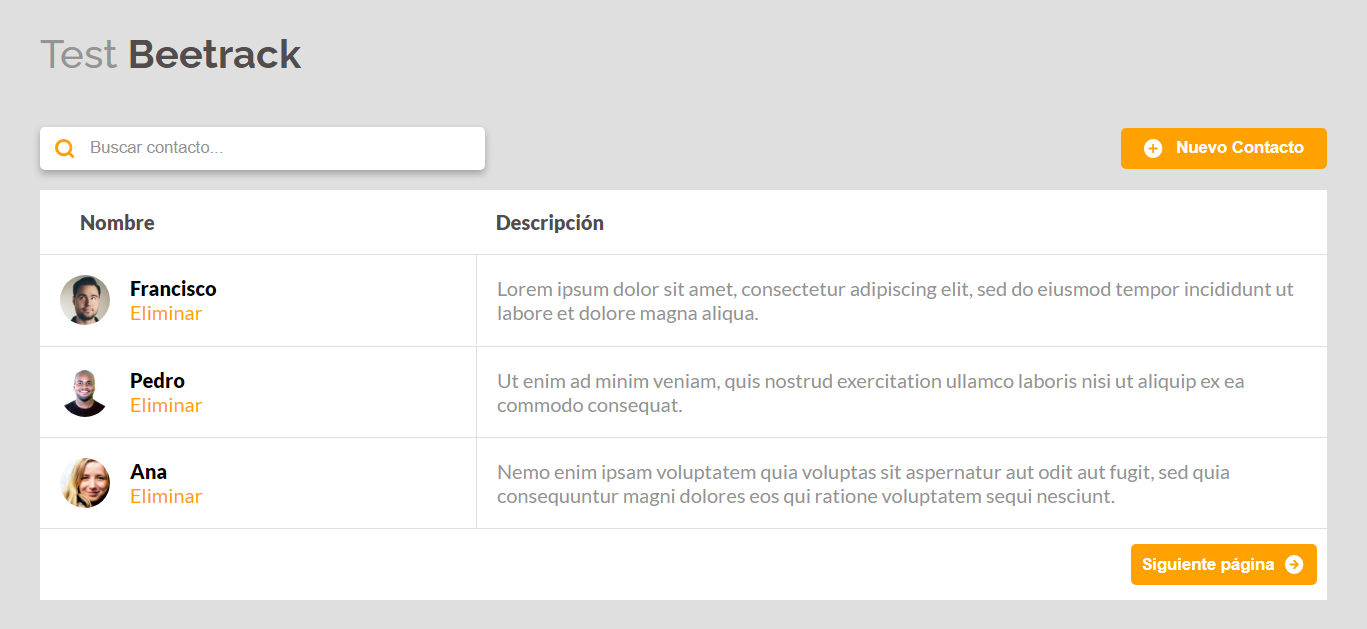 Test Beetrack
Buscar contacto...
Nuevo Contacto
Nombre
Descripción
Francisco
Eliminar
Lorem ipsum dolor sit amet, consectetur adipiscing elit, sed do eiusmod tempor incididunt ut
labore et dolore magna aliqua.
Pedro
Eliminar
Ut enim ad minim veniam, quis nostrud exercitation ullamco laboris nisi ut aliquip ex ea
commodo consequat.
Ana
Eliminar
Nemo enim ipsam voluptatem quia voluptas sit aspernatur aut odit aut fugit, sed quia
consequuntur magni dolores eos qui ratione voluptatem sequi nesciunt.
Siguiente página